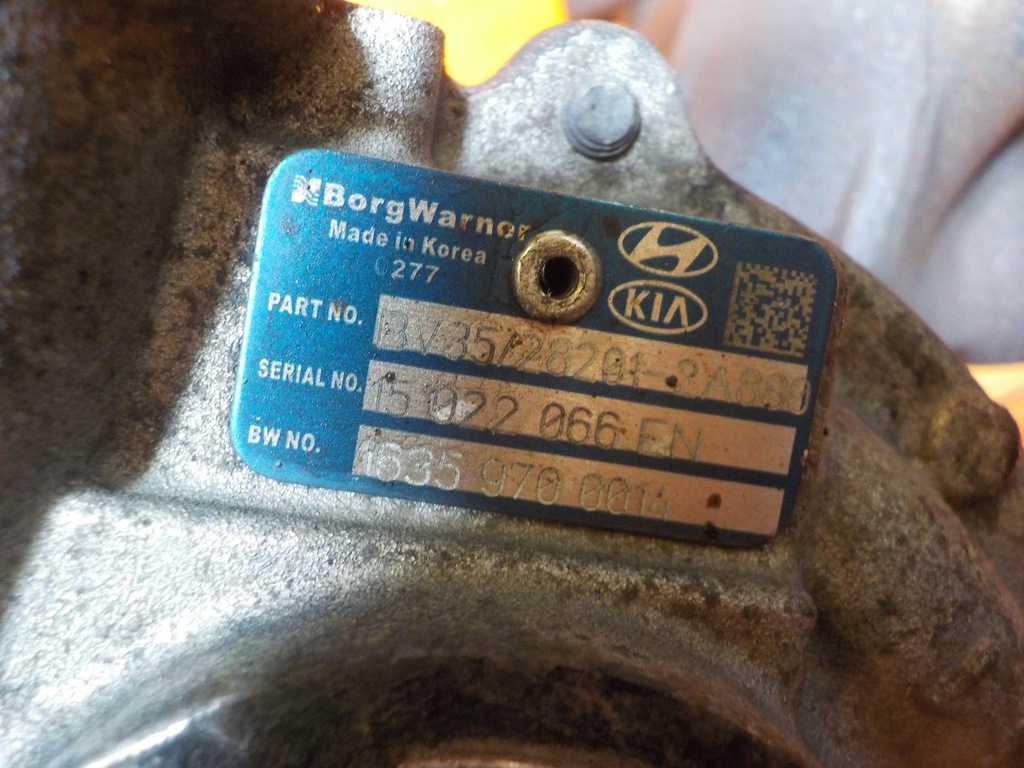 BorgWarner
Made in Korea
0277
KIA
PART NO. BV35/28201-2A890
SERIAL NO. 15 022 066 EN
BW NO. 1635 970 0014